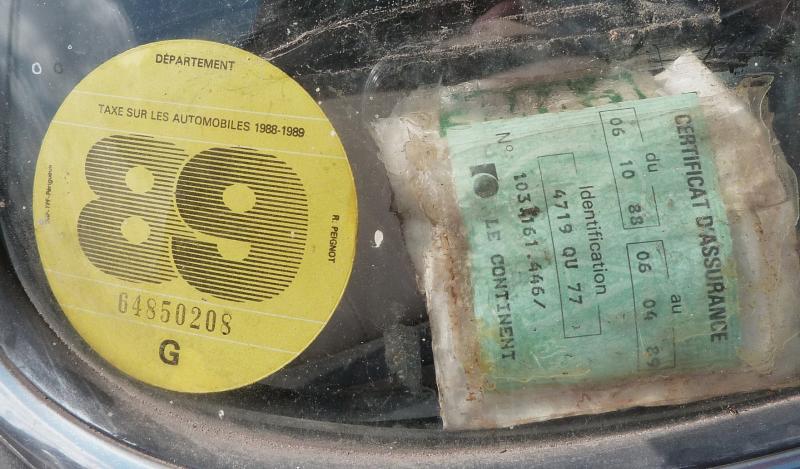 DÉPARTEMENT
TAXE SUR LES AUTOMOBILES 1988-1989
89
R. PEIGNOT
64850208
G
CERTIFICAT D'ASSURANCE
du au
06 10 88 06 04 89
Identification
4719 QU 77
N° 1031161.446/
LE CONTINENT